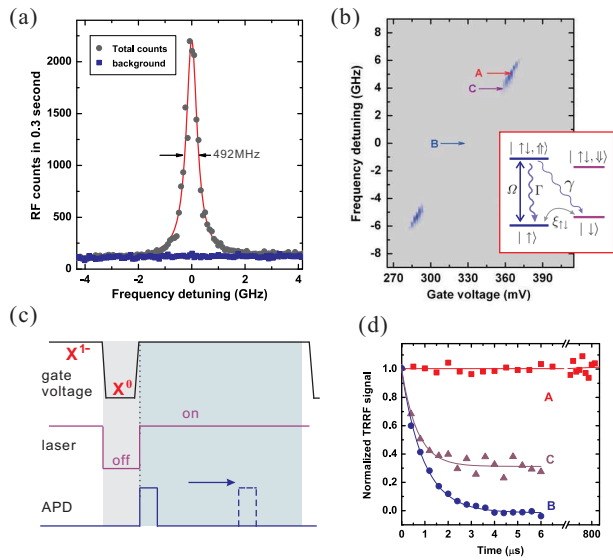 (a)
RF counts in 0.3 second
2000
1500
1000
500
0
Total counts
background
492MHz
-4
-2
0
2
4
Frequency detuning (GHz)
(b)
Frequency detuning (GHz)
8
6
4
2
0
-2
-4
-6
-8
A
C
B
| ↑↓, ⇑⟩
| ↑↓, ⇓⟩
Ω
Γ
γ
ξ↑↓
| ↑⟩
| ↓⟩
270
300
330
360
390
420
Gate voltage (mV)
(c)
X¹⁻
X⁰
gate
voltage
on
laser
off
APD
(d)
Normalized TRRF signal
1.0
0.8
0.6
0.4
0.2
0.0
A
C
B
0
1
2
3
4
5
6
800
Time (μs)